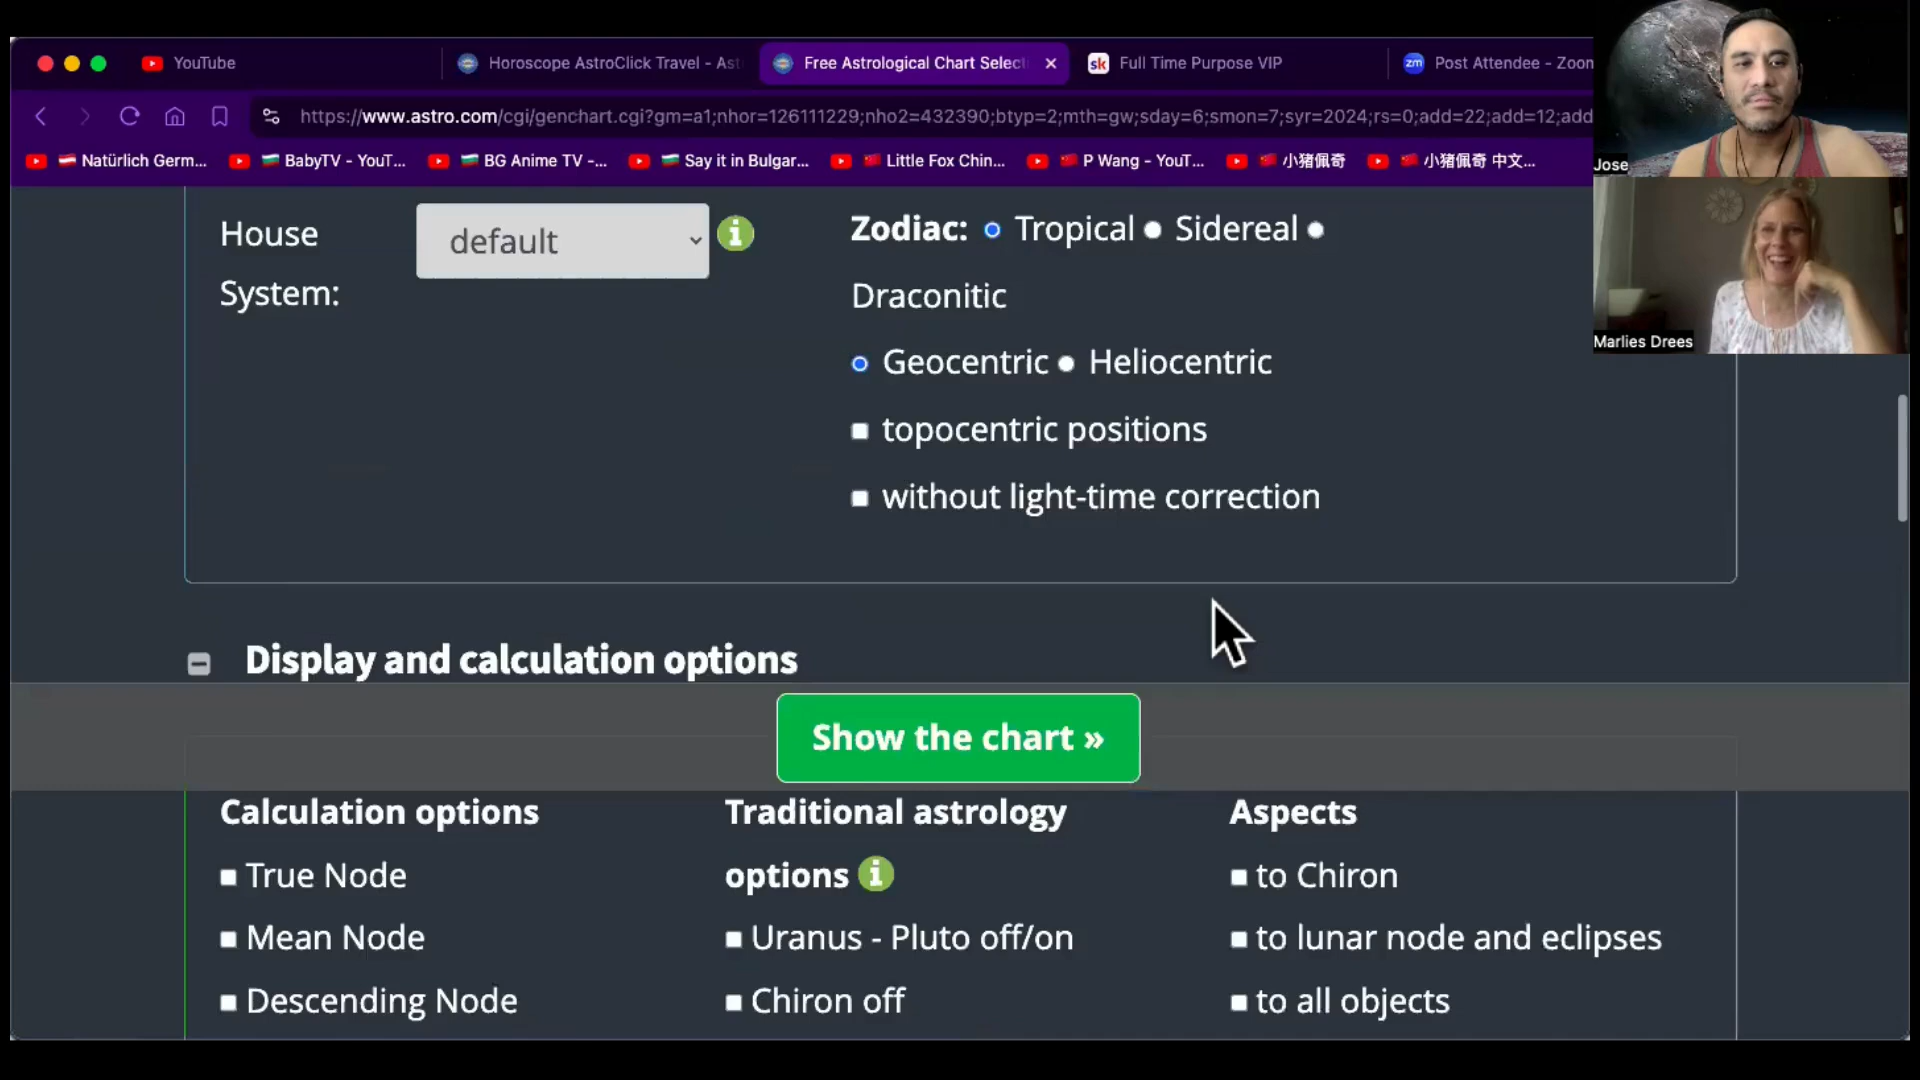 YouTube
Horoscope AstroClick Travel - Ast
Free Astrological Chart Select
Full Time Purpose VIP
Post Attendee - Zoon
https://www.astro.com/cgi/genchart.cgi?gm=a1;nhor=126111229;nho2=432390;btyp=2;mth=gw;sday=6;smon=7;syr=2024;rs=0;add=22;add=12;add
Natürlich Germ...
BabyTV - YouT...
BG Anime TV -...
Say it in Bulgar...
Little Fox Chin...
P Wang - YouT...
小猪佩奇
小猪佩奇 中文...
Jose
Marlies Drees
House
System:
default
Zodiac: Tropical Sidereal
Draconitic
Geocentric Heliocentric
topocentric positions
without light-time correction
Display and calculation options
Show the chart »
Calculation options
True Node
Mean Node
Descending Node
Traditional astrology
options
Uranus - Pluto off/on
Chiron off
Aspects
to Chiron
to lunar node and eclipses
to all objects